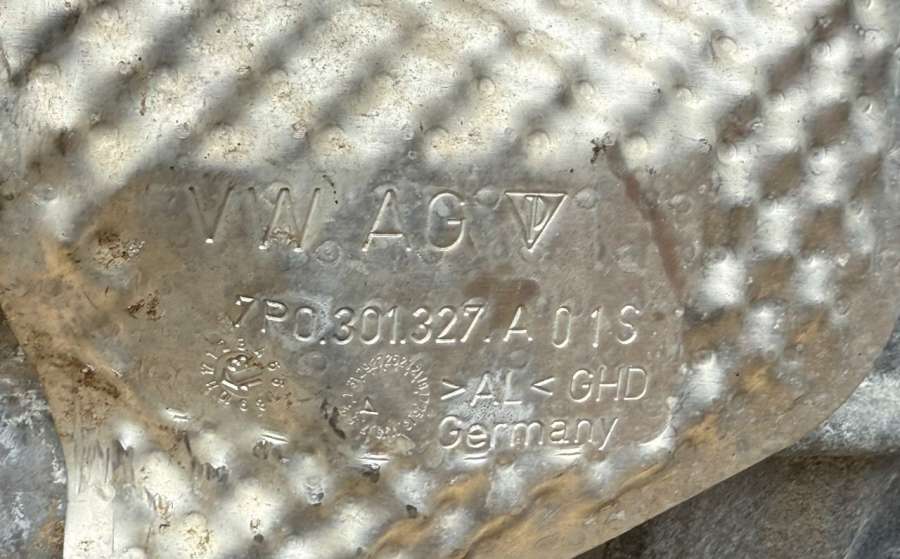 VW AG
7P0.301.327.A 01S
>AL< GHD
Germany